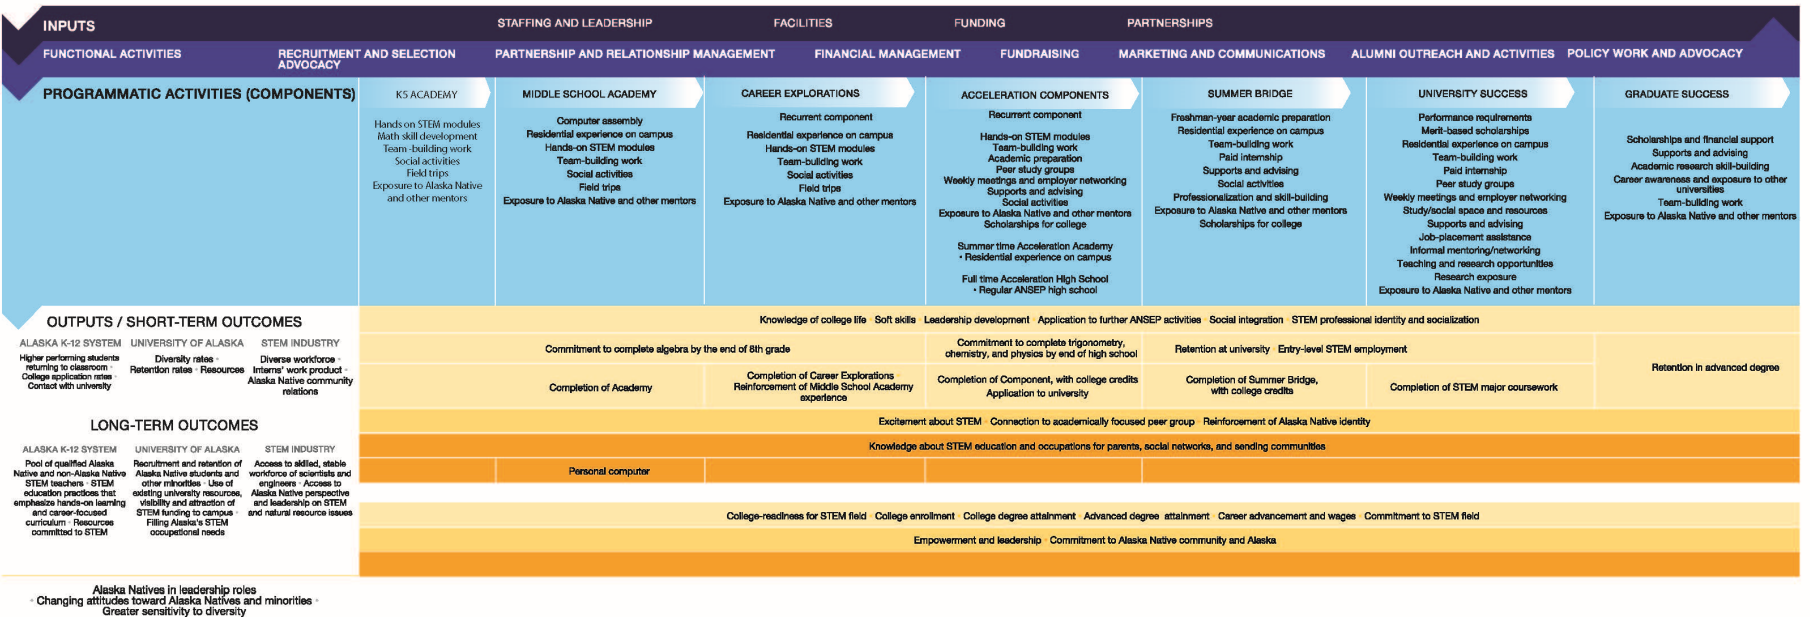 INPUTS
STAFFING AND LEADERSHIP
FACILITIES
FUNDING
PARTNERSHIPS
FUNCTIONAL ACTIVITIES
RECRUITMENT AND SELECTION
ADVOCACY
PARTNERSHIP AND RELATIONSHIP MANAGEMENT
FINANCIAL MANAGEMENT
FUNDRAISING
MARKETING AND COMMUNICATIONS
ALUMNI OUTREACH AND ACTIVITIES
POLICY WORK AND ADVOCACY
PROGRAMMATIC ACTIVITIES (COMPONENTS)
K5 ACADEMY
Hands on STEM modules
Math skill development
Team -building work
Social activities
Field trips
Exposure to Alaska Native
and other mentors
MIDDLE SCHOOL ACADEMY
Computer assembly
Residential experience on campus
Hands-on STEM modules
Team-building work
Social activities
Field trips
Exposure to Alaska Native and other mentors
CAREER EXPLORATIONS
Recurrent component
Residential experience on campus
Hands-on STEM modules
Team-building work
Social activities
Field trips
Exposure to Alaska Native and other mentors
ACCELERATION COMPONENTS
Recurrent component
Hands-on STEM modules
Team-building work
Academic preparation
Peer study groups
Weekly meetings and employer networking
Supports and advising
Social activities
Exposure to Alaska Native and other mentors
Scholarships for college
Summer time Acceleration Academy
• Residential experience on campus
Full time Acceleration High School
• Regular ANSEP high school
SUMMER BRIDGE
Freshman-year academic preparation
Residential experience on campus
Team-building work
Paid internship
Supports and advising
Social activities
Professionalization and skill-building
Exposure to Alaska Native and other mentors
Scholarships for college
UNIVERSITY SUCCESS
Performance requirements
Merit-based scholarships
Residential experience on campus
Team-building work
Paid internship
Peer study groups
Weekly meetings and employer networking
Study/social space and resources
Supports and advising
Job-placement assistance
Informal mentoring/networking
Teaching and research opportunities
Research exposure
Exposure to Alaska Native and other mentors
GRADUATE SUCCESS
Scholarships and financial support
Supports and advising
Academic research skill-building
Career awareness and exposure to other
universities
Team-building work
Exposure to Alaska Native and other mentors
OUTPUTS / SHORT-TERM OUTCOMES
ALASKA K-12 SYSTEM
Higher performing students
returning to classroom •
College application rates •
Contact with university
UNIVERSITY OF ALASKA
Diversity rates •
Retention rates • Resources
STEM INDUSTRY
Diverse workforce •
Interns' work product •
Alaska Native community
relations
Knowledge of college life • Soft skills • Leadership development • Application to further ANSEP activities • Social integration • STEM professional identity and socialization
Commitment to complete algebra by the end of 8th grade
Commitment to complete trigonometry,
chemistry, and physics by end of high school
Retention at university • Entry-level STEM employment
Retention in advanced degree
Completion of Academy
Completion of Career Explorations •
Reinforcement of Middle School Academy
experience
Completion of Component, with college credits
Application to university
Completion of Summer Bridge,
with college credits
Completion of STEM major coursework
Excitement about STEM • Connection to academically focused peer group • Reinforcement of Alaska Native identity
Knowledge about STEM education and occupations for parents, social networks, and sending communities
Personal computer
LONG-TERM OUTCOMES
ALASKA K-12 SYSTEM
Pool of qualified Alaska
Native and non-Alaska Native
STEM teachers • STEM
education practices that
emphasize hands-on learning
and career-focused
curriculum • Resources
committed to STEM
UNIVERSITY OF ALASKA
Recruitment and retention of
Alaska Native students and
other minorities • Use of
existing university resources,
visibility and attraction of
STEM funding to campus •
Filling Alaska's STEM
occupational needs
STEM INDUSTRY
Access to skilled, stable
workforce of scientists and
engineers • Access to
Alaska Native perspective
and leadership on STEM
and natural resource issues
College-readiness for STEM field • College enrollment • College degree attainment • Advanced degree attainment • Career advancement and wages • Commitment to STEM field
Empowerment and leadership • Commitment to Alaska Native community and Alaska
Alaska Natives in leadership roles
• Changing attitudes toward Alaska Natives and minorities •
Greater sensitivity to diversity